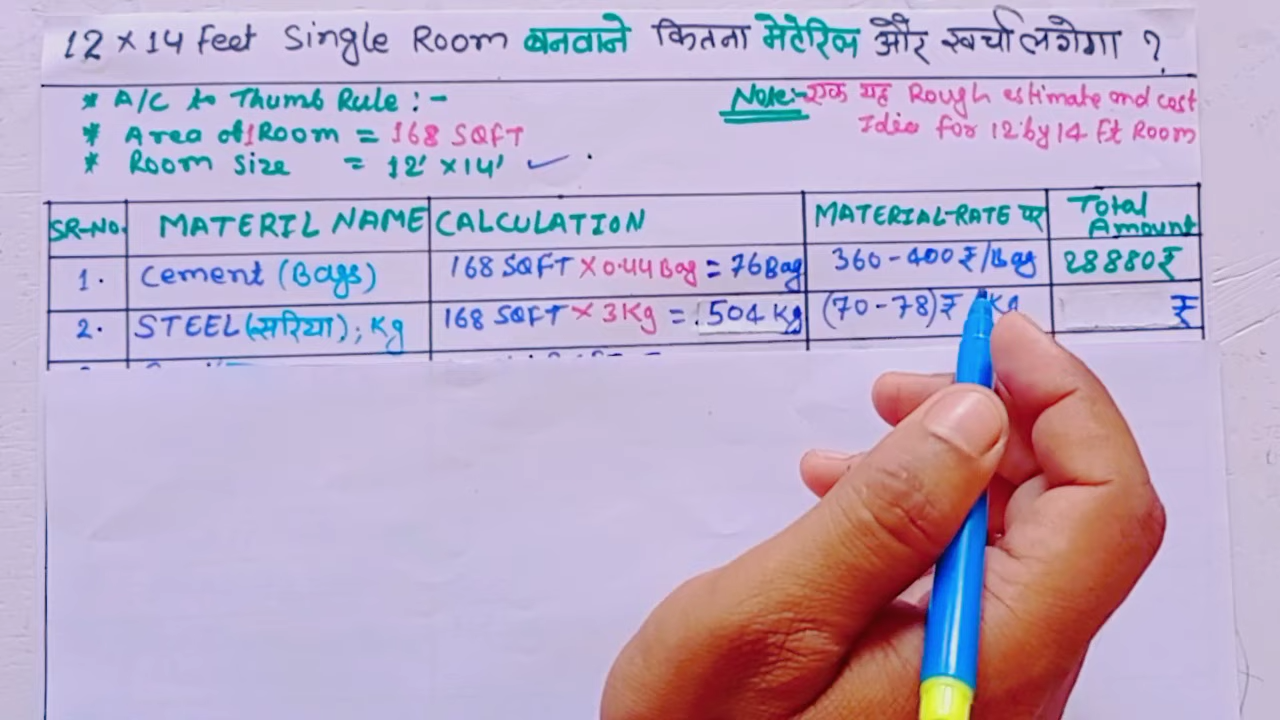 12 × 14 feet Single Room बनवाने कितना मेटेरिल और खर्चा लगेगा ?
* A/C to Thumb Rule : -
* Area of 1 Room = 168 SQFT
* Room Size = 12' × 14'
Note:- एक यह Rough estimate and cost
Idia for 12 by 14 Ft Room
SR-NO. MATERIL NAME CALCULATION MATERIAL-RATE पर Total Amount
1. Cement (Bags) 168 SQFT × 0.44 Bag = 76 Bag 360-400₹/Bag 28880₹
2. STEEL (सरिया); Kg 168 SQFT × 3 Kg = 504 Kg (70-78)₹ Kg ₹